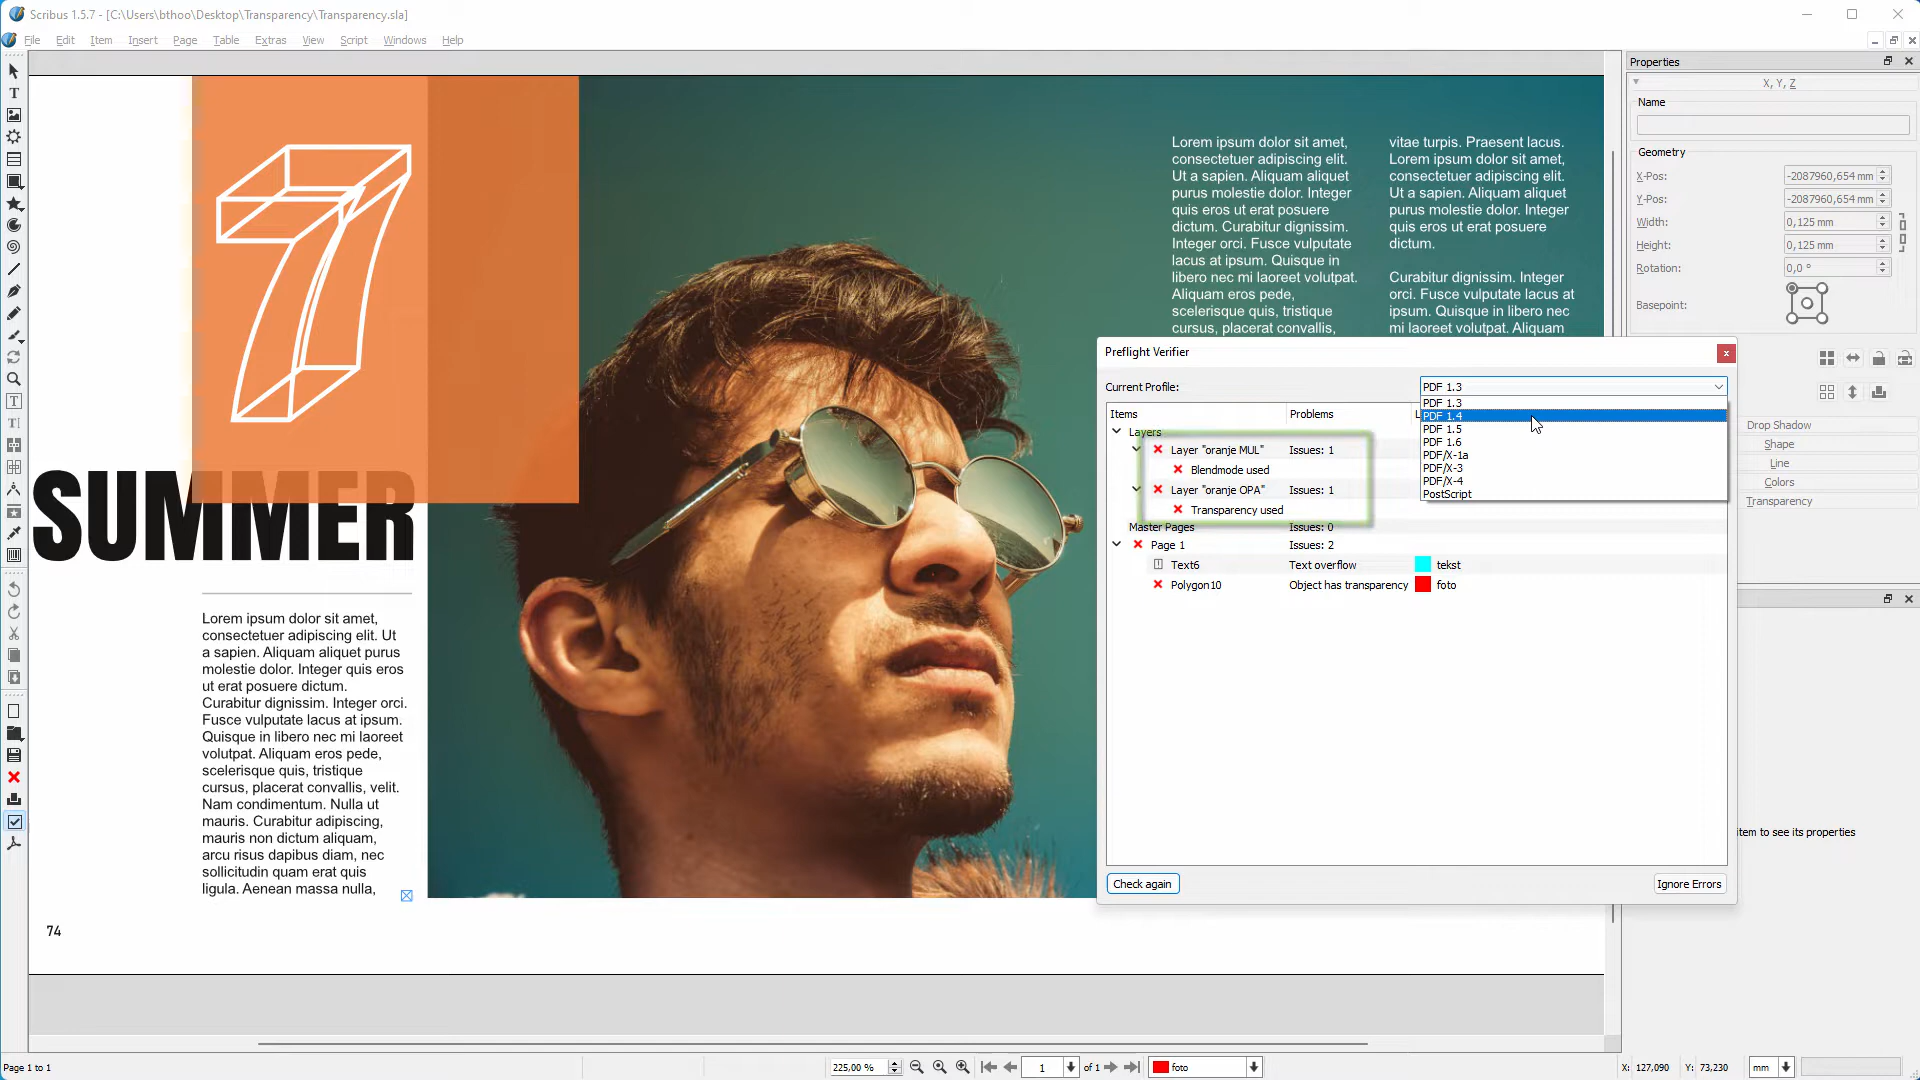 Scribus 1.5.7 - [C:\Users\bthoo\Desktop\Transparency\Transparency.sla]
File Edit Item Insert Page Table Extras View Script Windows Help
Properties
X, Y, Z
Name
Geometry
X-Pos: -2087960,654 mm
Y-Pos: -2087960,654 mm
Width: 0,125 mm
Height: 0,125 mm
Rotation: 0,0 °
Basepoint:
Drop Shadow
Shape
Line
Colors
Transparency
item to see its properties
7
SUMMER
Lorem ipsum dolor sit amet,
consectetuer adipiscing elit. Ut
a sapien. Aliquam aliquet purus
molestie dolor. Integer quis eros
ut erat posuere dictum.
Curabitur dignissim. Integer orci.
Fusce vulputate lacus at ipsum.
Quisque in libero nec mi laoreet
volutpat. Aliquam eros pede,
scelerisque quis, tristique
cursus, placerat convallis, velit.
Nam condimentum. Nulla ut
mauris. Curabitur adipiscing,
mauris non dictum aliquam,
arcu risus dapibus diam, nec
sollicitudin quam erat quis
ligula. Aenean massa nulla,
74
Lorem ipsum dolor sit amet,
consectetuer adipiscing elit.
Ut a sapien. Aliquam aliquet
purus molestie dolor. Integer
quis eros ut erat posuere
dictum. Curabitur dignissim.
Integer orci. Fusce vulputate
lacus at ipsum. Quisque in
libero nec mi laoreet volutpat.
Aliquam eros pede,
scelerisque quis, tristique
cursus, placerat convallis,
vitae turpis. Praesent lacus.
Lorem ipsum dolor sit amet,
consectetuer adipiscing elit.
Ut a sapien. Aliquam aliquet
purus molestie dolor. Integer
quis eros ut erat posuere
dictum.
Curabitur dignissim. Integer
orci. Fusce vulputate lacus at
ipsum. Quisque in libero nec
mi laoreet volutpat. Aliquam
Preflight Verifier
Current Profile: PDF 1.3
PDF 1.3
PDF 1.4
PDF 1.5
PDF 1.6
PDF/X-1a
PDF/X-3
PDF/X-4
PostScript
Items Problems L
Layers
Layer "oranje MUL" Issues: 1
Blendmode used
Layer "oranje OPA" Issues: 1
Transparency used
Master Pages Issues: 0
Page 1 Issues: 2
Text6 Text overflow tekst
Polygon10 Object has transparency foto
Check again Ignore Errors
Page 1 to 1
225,00 % 1 of 1 foto
X: 127,090 Y: 73,230 mm